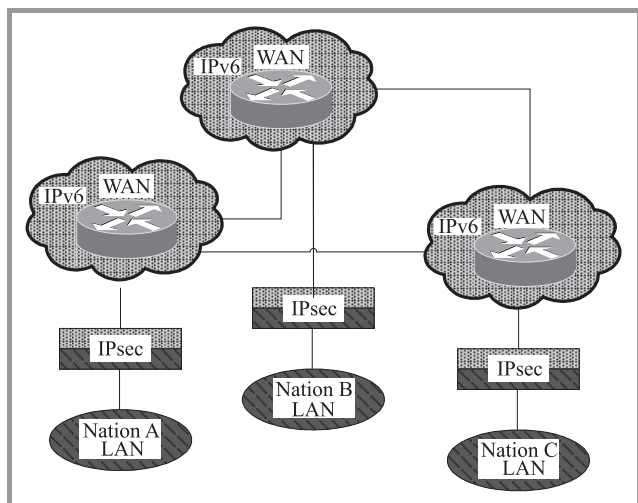 IPv6 WAN
IPv6 WAN
IPv6 WAN
IPsec
IPsec
IPsec
Nation A
LAN
Nation B
LAN
Nation C
LAN